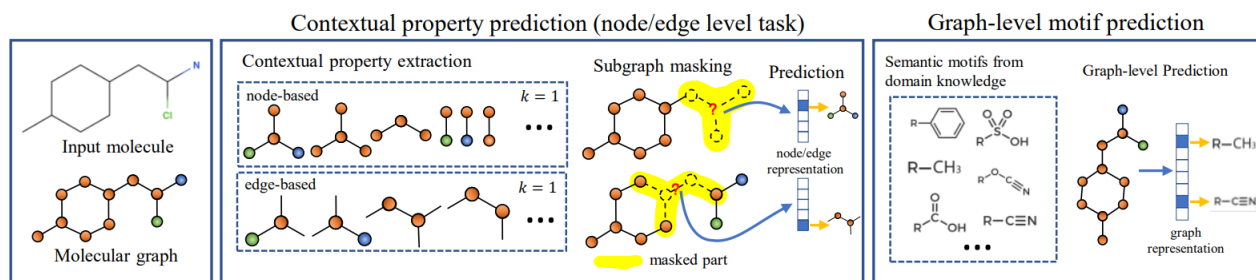 Contextual property prediction (node/edge level task)
Graph-level motif prediction
N
Cl
Input molecule
Molecular graph
Contextual property extraction
node-based
k = 1
...
edge-based
k = 1
...
Subgraph masking
?
?
masked part
Prediction
node/edge
representation
Semantic motifs from
domain knowledge
R
O O
S
R OH
R—CH₃
R O C≡N
O
R OH
R—C≡N
...
Graph-level Prediction
R—CH₃
R—C≡N
graph
representation